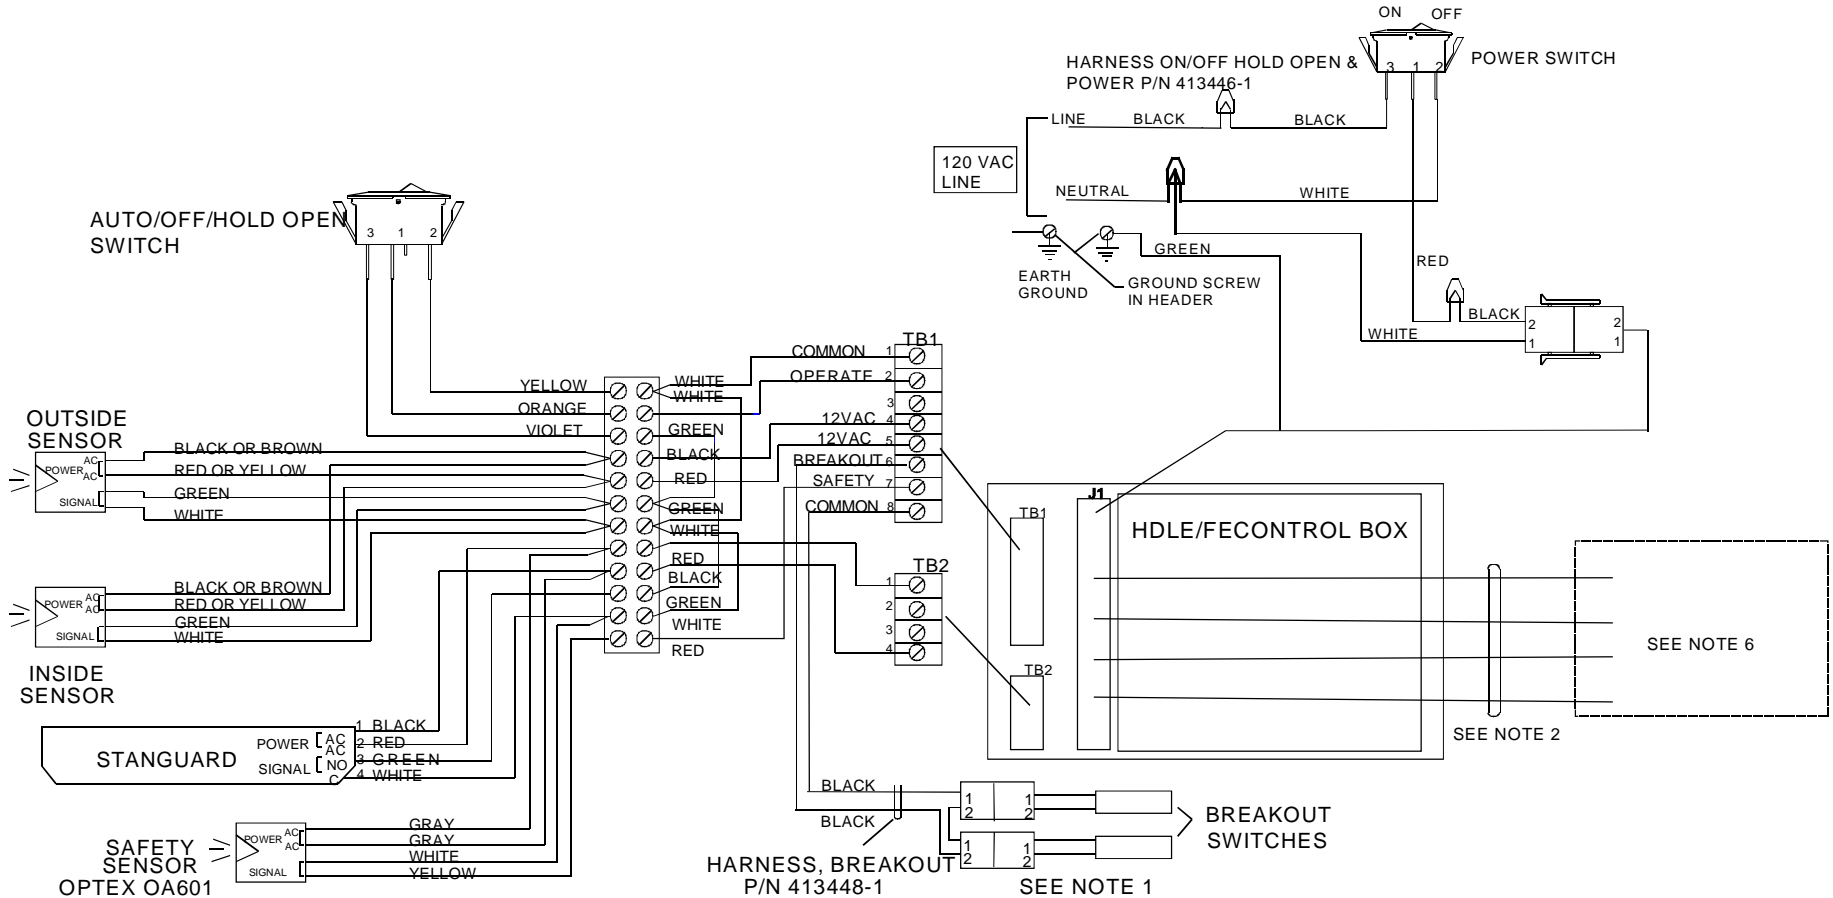 ON OFF
HARNESS ON/OFF HOLD OPEN &
POWER P/N 413446-1
3 1 2
POWER SWITCH
LINE BLACK BLACK
120 VAC
LINE
NEUTRAL WHITE
GREEN
EARTH
GROUND
GROUND SCREW
IN HEADER
RED
BLACK
WHITE
2 2
1 1
AUTO/OFF/HOLD OPEN
SWITCH
3 1 2
YELLOW
ORANGE
VIOLET
OUTSIDE
SENSOR
POWER AC
AC
SIGNAL
BLACK OR BROWN
RED OR YELLOW
GREEN
WHITE
INSIDE
SENSOR
POWER AC
AC
SIGNAL
BLACK OR BROWN
RED OR YELLOW
GREEN
WHITE
STANGUARD
POWER AC
AC
SIGNAL NO
C
1 BLACK
2 RED
3 GREEN
4 WHITE
SAFETY
SENSOR
OPTEX OA601
POWER AC
AC
SIGNAL
GRAY
GRAY
WHITE
YELLOW
WHITE
WHITE
GREEN
BLACK
RED
GREEN
WHITE
RED
BLACK
GREEN
WHITE
RED
TB1
COMMON 1
OPERATE 2
3
12VAC 4
12VAC 5
BREAKOUT 6
SAFETY 7
COMMON 8
TB2
1
2
3
4
J1
TB1
TB2
HDLE/FECONTROL BOX
SEE NOTE 2
SEE NOTE 6
BLACK
BLACK
HARNESS, BREAKOUT
P/N 413448-1
1 1
2 2
1 1
2 2
BREAKOUT
SWITCHES
SEE NOTE 1